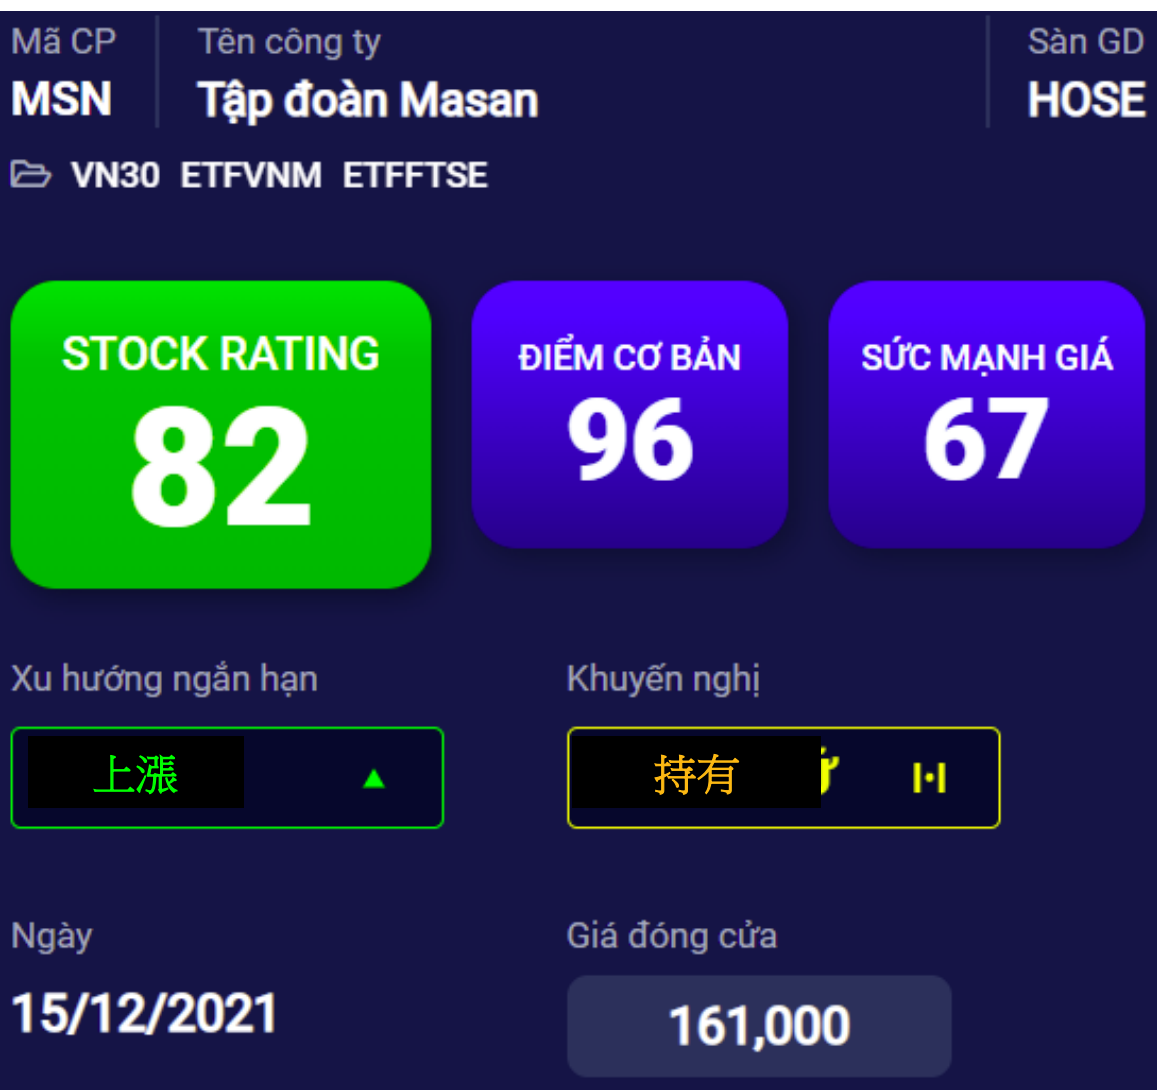 Mã CP Tên công ty Sàn GD
MSN Tập đoàn Masan HOSE
VN30 ETFVNM ETFFTSE
STOCK RATING ĐIỂM CƠ BẢN SỨC MẠNH GIÁ
82 96 67
Xu hướng ngắn hạn Khuyến nghị
上漲 持有
Ngày Giá đóng cửa
15/12/2021 161,000